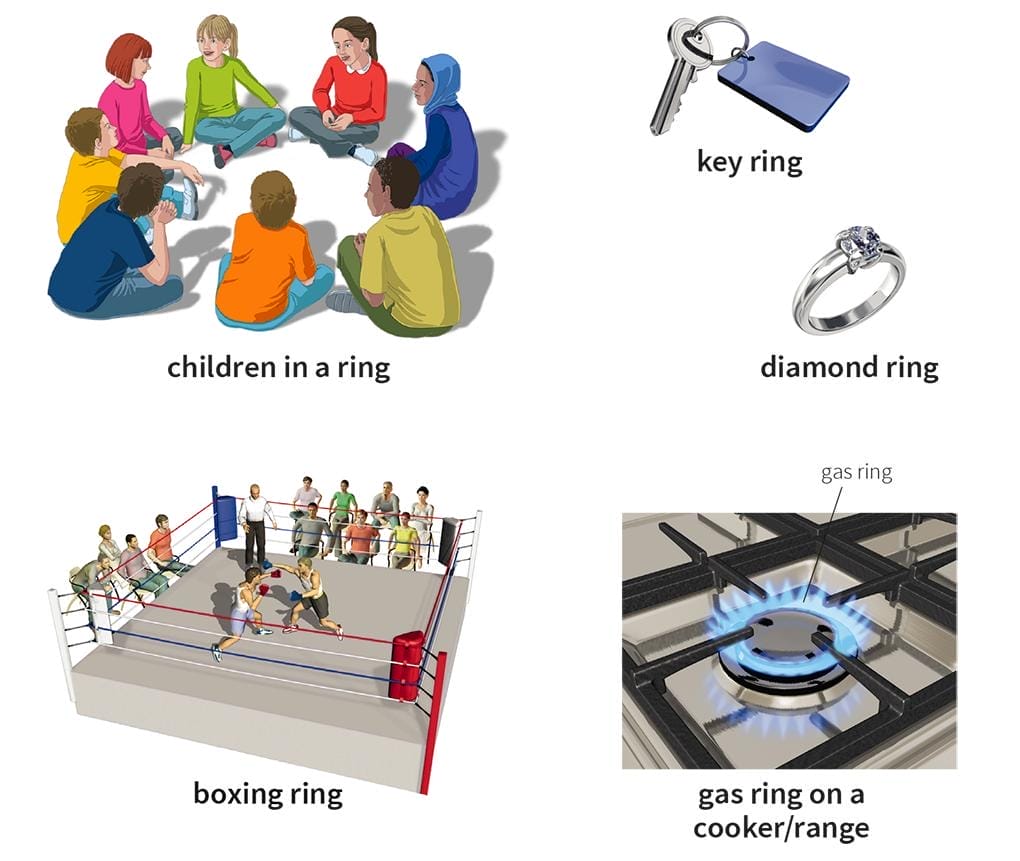 key ring
children in a ring
diamond ring
gas ring
boxing ring
gas ring on a
cooker/range